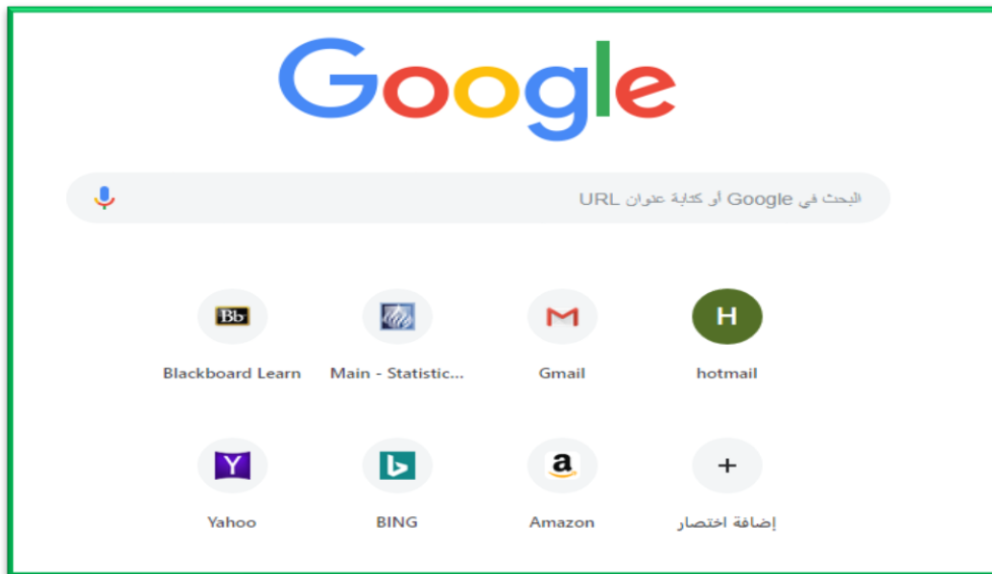 Google
البحث في Google أو كتابة عنوان URL
Bb
H
Blackboard Learn
Main - Statistic...
Gmail
hotmail
Y
a
+
Yahoo
BING
Amazon
إضافة اختصار